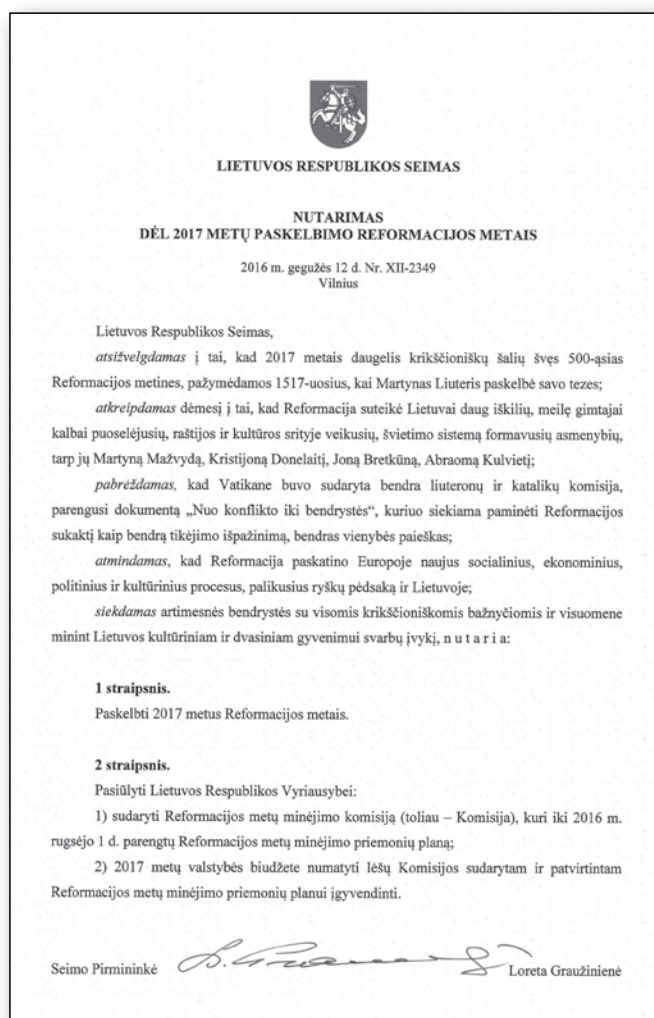 LIETUVOS RESPUBLIKOS SEIMAS
NUTARIMAS
DĖL 2017 METŲ PASKELBIMO REFORMACIJOS METAIS
2016 m. gegužės 12 d. Nr. XII-2349
Vilnius
Lietuvos Respublikos Seimas,
atsižvelgdamas į tai, kad 2017 metais daugelis krikščioniškų šalių švęs 500-ąsias
Reformacijos metines, pažymėdamos 1517-uosius, kai Martynas Liuteris paskelbė savo tezes;
atkreipdamas dėmesį į tai, kad Reformacija suteikė Lietuvai daug iškilių, meilę gimtajai
kalbai puoselėjusių, raštijos ir kultūros srityje veikusių, švietimo sistemą formavusių asmenybių,
tarp jų Martyną Mažvydą, Kristijoną Donelaitį, Joną Bretkūną, Abraomą Kulvietį;
pabrėždamas, kad Vatikane buvo sudaryta bendra liuteronų ir katalikų komisija,
parengusi dokumentą „Nuo konflikto iki bendrystės“, kuriuo siekiama paminėti Reformacijos
sukaktį kaip bendrą tikėjimo išpažinimą, bendras vienybės paieškas;
atmindamas, kad Reformacija paskatino Europoje naujus socialinius, ekonominius,
politinius ir kultūrinius procesus, palikusius ryškų pėdsaką ir Lietuvoje;
siekdamas artimesnės bendrystės su visomis krikščioniškomis bažnyčiomis ir visuomene
minint Lietuvos kultūriniam ir dvasiniam gyvenimui svarbų įvykį, n u t a r i a:
1 straipsnis.
Paskelbti 2017 metus Reformacijos metais.
2 straipsnis.
Pasiūlyti Lietuvos Respublikos Vyriausybei:
1) sudaryti Reformacijos metų minėjimo komisiją (toliau – Komisija), kuri iki 2016 m.
rugsėjo 1 d. parengtų Reformacijos metų minėjimo priemonių planą;
2) 2017 metų valstybės biudžete numatyti lėšų Komisijos sudarytam ir patvirtintam
Reformacijos metų minėjimo priemonių planui įgyvendinti.
Seimo Pirmininkė Loreta Graužinienė